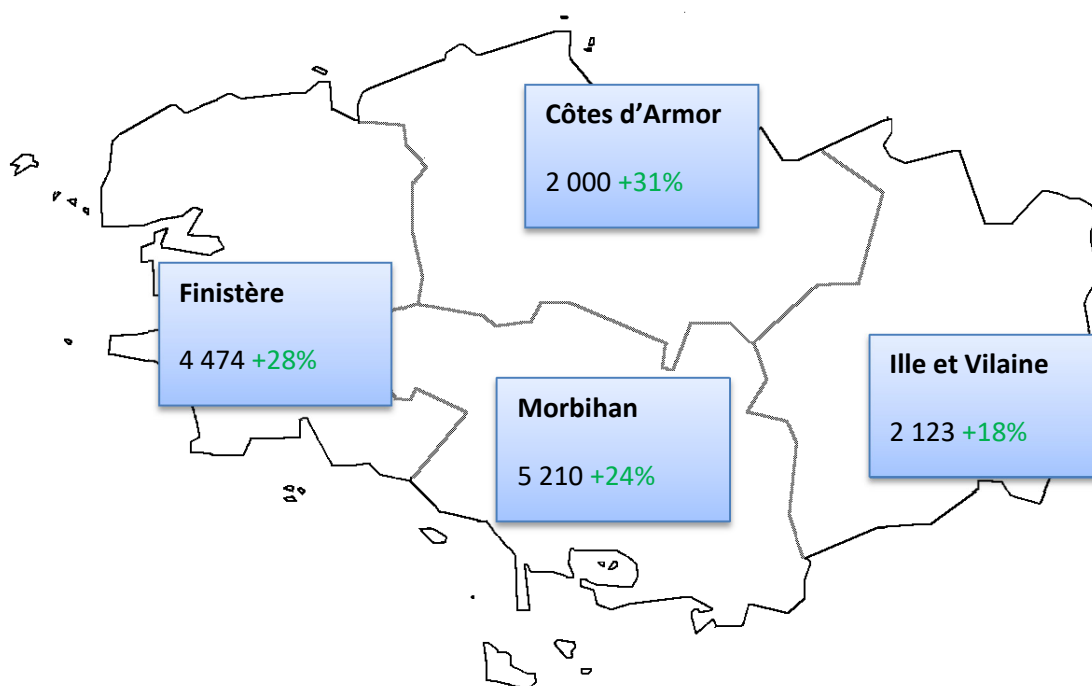 Côtes d’Armor
2 000 +31%
Finistère
4 474 +28%
Ille et Vilaine
2 123 +18%
Morbihan
5 210 +24%